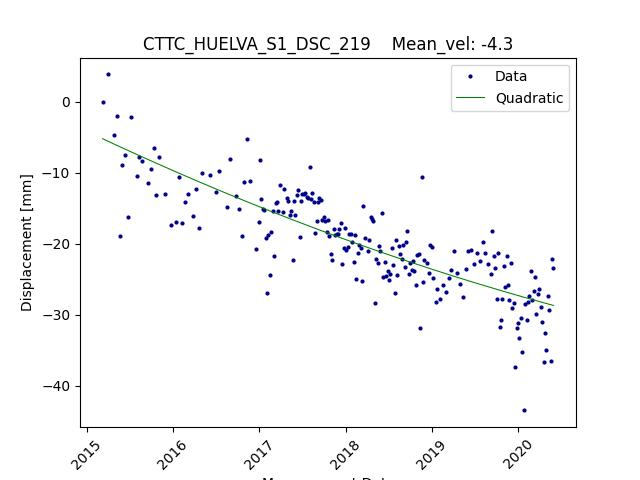 CTTC_HUELVA_S1_DSC_219    Mean_vel: -4.3
Data
Quadratic
Displacement [mm]
0
−10
−20
−30
−40
2015
2016
2017
2018
2019
2020